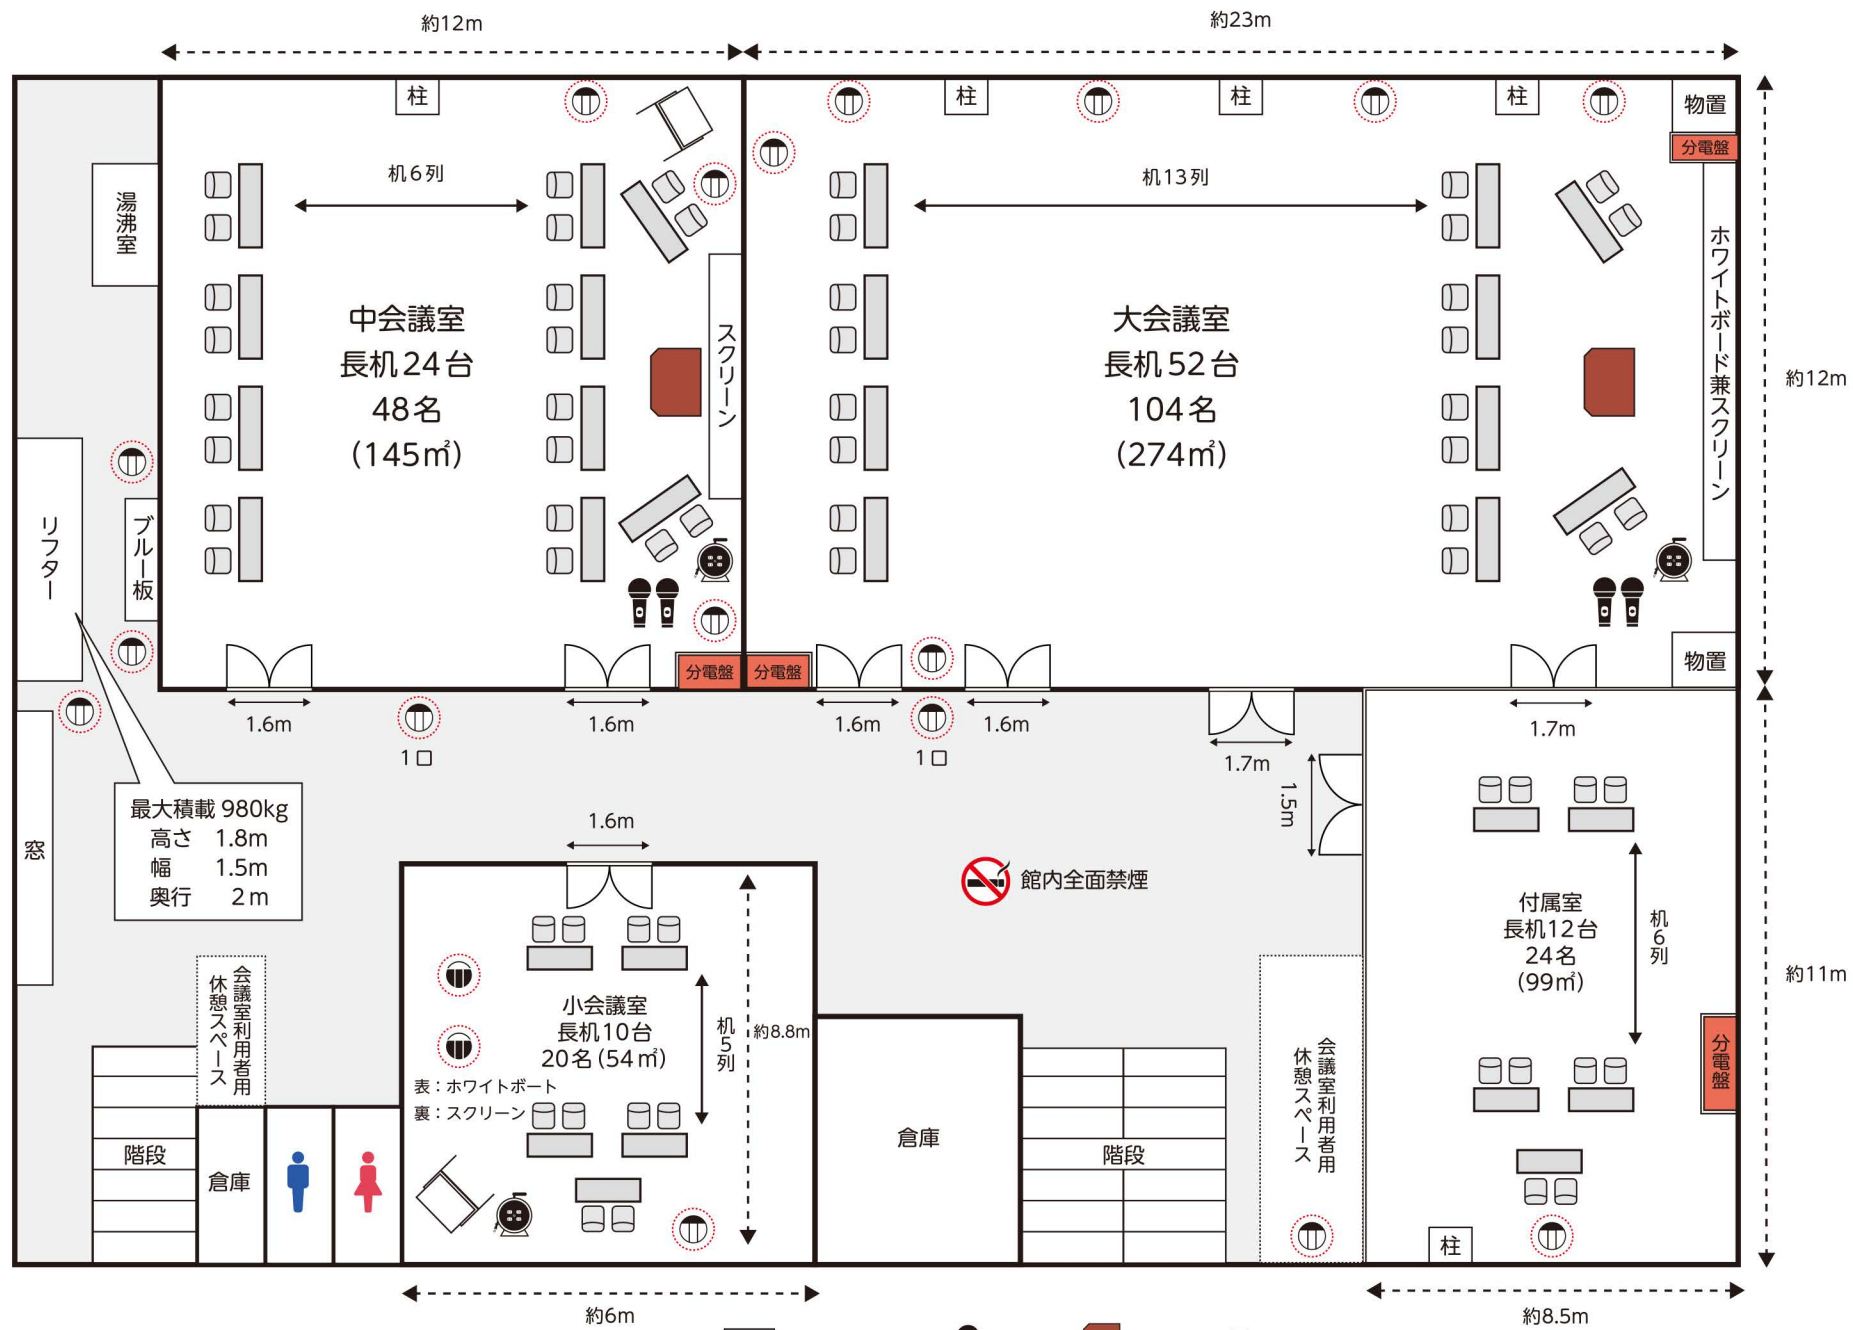 約12m
約23m
柱
柱
柱
柱
物置
分電盤
机6列
机13列
湯沸室
中会議室
長机24台
48名
(145㎡)
スクリーン
大会議室
長机52台
104名
(274㎡)
ホワイトボード兼スクリーン
約12m
リフター
ブルー板
分電盤
分電盤
物置
1.6m
1.6m
1.6m
1.6m
1.7m
1.7m
1口
1口
1.5m
最大積載 980kg
高さ 1.8m
幅 1.5m
奥行 2m
窓
1.6m
館内全面禁煙
付属室
長机12台
24名
(99㎡)
机6列
約11m
会議室利用者用
休憩スペース
小会議室
長机10台
20名(54㎡)
机5列
約8.8m
表：ホワイトボート
裏：スクリーン
分電盤
会議室利用者用
休憩スペース
階段
倉庫
倉庫
階段
柱
約6m
約8.5m